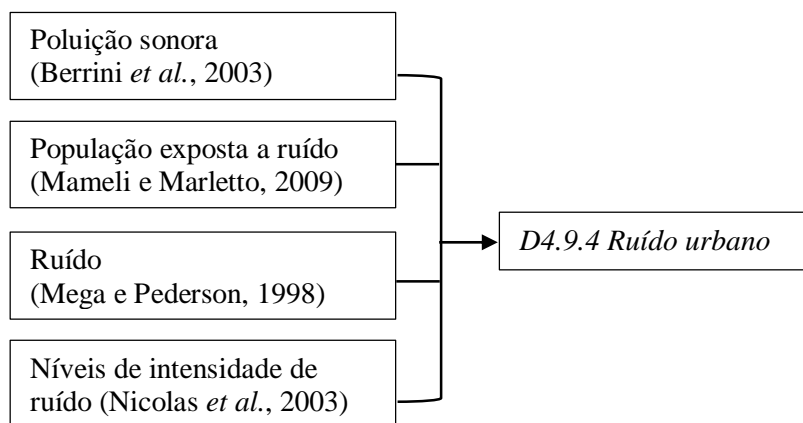 Poluição sonora
(Berrini et al., 2003)
População exposta a ruído
(Mameli e Marletto, 2009)
Ruído
(Mega e Pederson, 1998)
Níveis de intensidade de
ruído (Nicolas et al., 2003)
D4.9.4 Ruído urbano